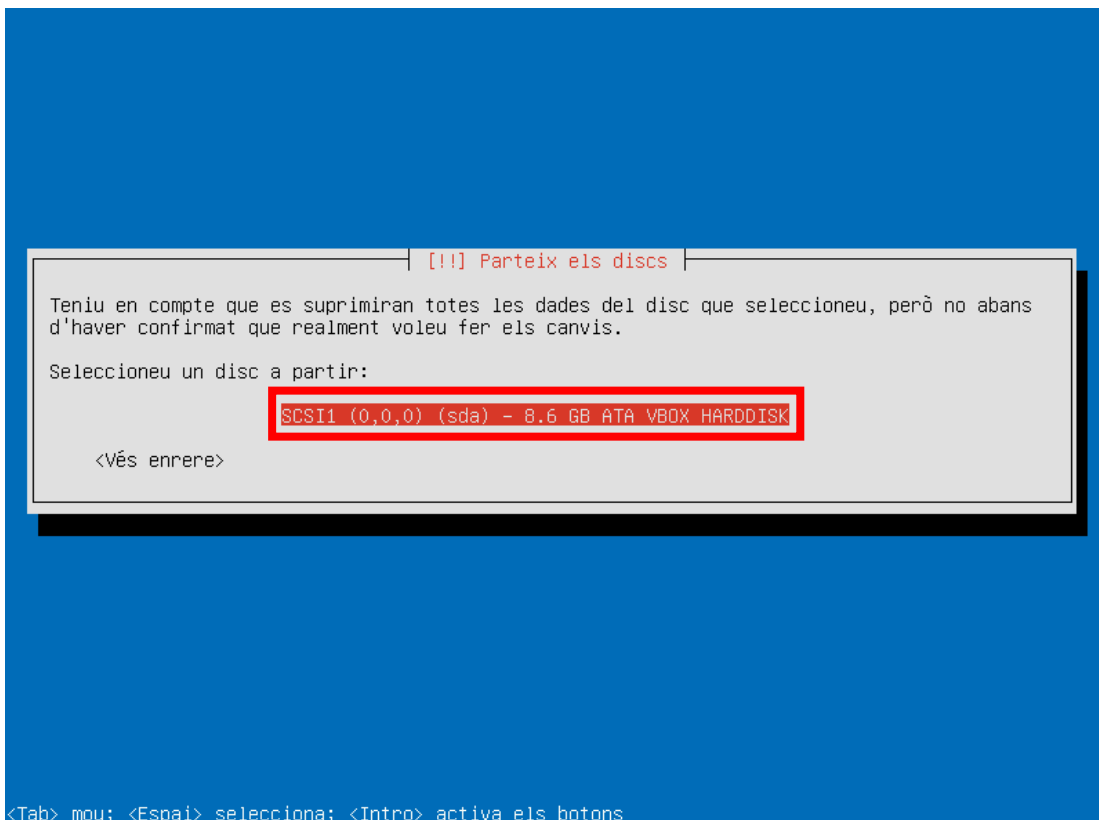 [!!] Parteix els discs
Teniu en compte que es suprimiran totes les dades del disc que seleccioneu, però no abans
d'haver confirmat que realment voleu fer els canvis.
Seleccioneu un disc a partir:
SCSI1 (0,0,0) (sda) - 8.6 GB ATA VBOX HARDDISK
<Vés enrere>
<Tab> mou; <Espai> selecciona; <Intro> activa els botons